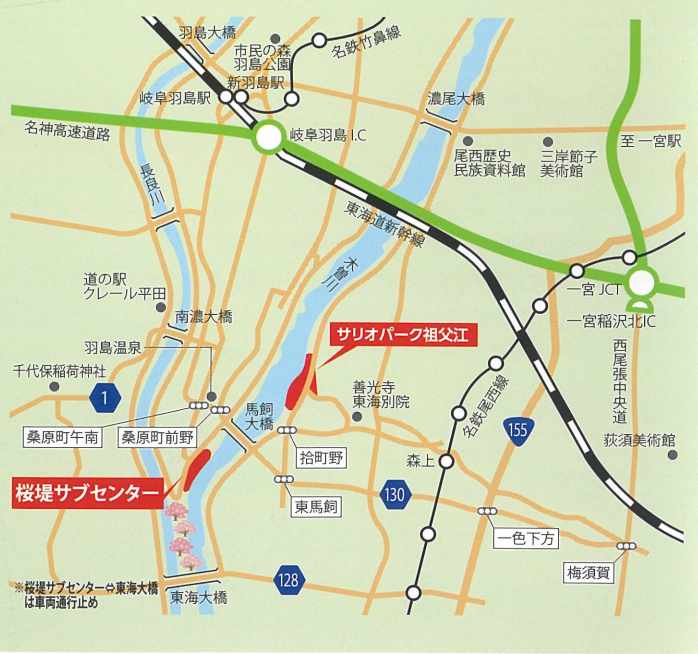 羽島大橋
市民の森
羽島公園
名鉄竹鼻線
新羽島駅
岐阜羽島駅
濃尾大橋
名神高速道路
岐阜羽島 I.C
尾西歴史
民族資料館
三岸節子
美術館
至 一宮駅
長良川
東海道新幹線
木曽川
道の駅
クレール平田
一宮 JCT
南濃大橋
一宮稲沢北IC
サリオパーク祖父江
羽島温泉
西尾張中央道
千代保稲荷神社
善光寺
東海別院
名鉄尾西線
1
馬飼
大橋
155
桑原町午南
桑原町前野
荻須美術館
拾町野
森上
桜堤サブセンター
東馬飼
130
一色下方
梅須賀
128
※桜堤サブセンター⇔東海大橋
は車両通行止め
東海大橋